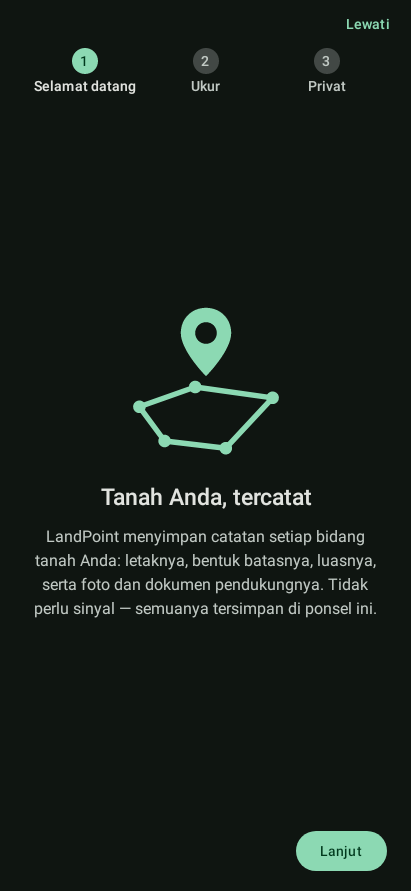 Lewati
1
2
3
Selamat datang
Ukur
Privat
Tanah Anda, tercatat
LandPoint menyimpan catatan setiap bidang
tanah Anda: letaknya, bentuk batasnya, luasnya,
serta foto dan dokumen pendukungnya. Tidak
perlu sinyal — semuanya tersimpan di ponsel ini.
Lanjut